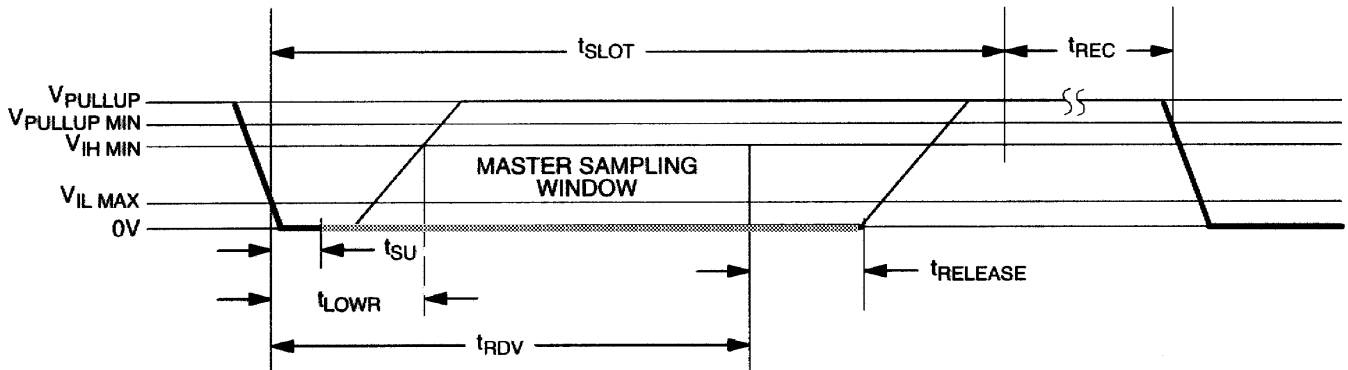 tSLOT
tREC
VPULLUP
VPULLUP MIN
VIH MIN
MASTER SAMPLING
WINDOW
VIL MAX
0V
tSU
tRELEASE
tLOWR
tRDV